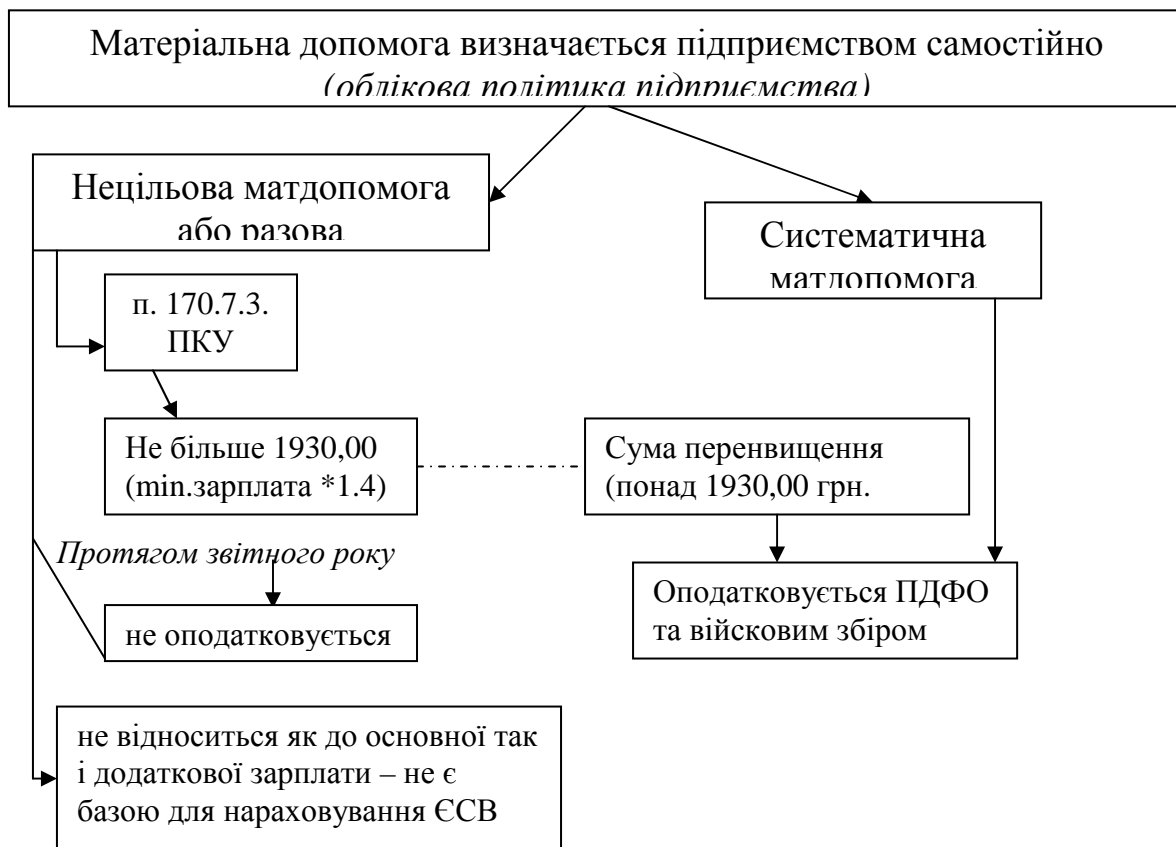 Матеріальна допомога визначається підприємством самостійно
(облікова політика підприємства)
Нецільова матдопомога
або разова
Систематична
матдопомога
п. 170.7.3.
ПКУ
Не більше 1930,00
(min.зарплата *1.4)
Сума перенвищення
(понад 1930,00 грн.
Протягом звітного року
не оподатковується
Оподатковується ПДФО
та війсковим збіром
не відноситься як до основної так
і додаткової зарплати – не є
базою для нараховування ЄСВ